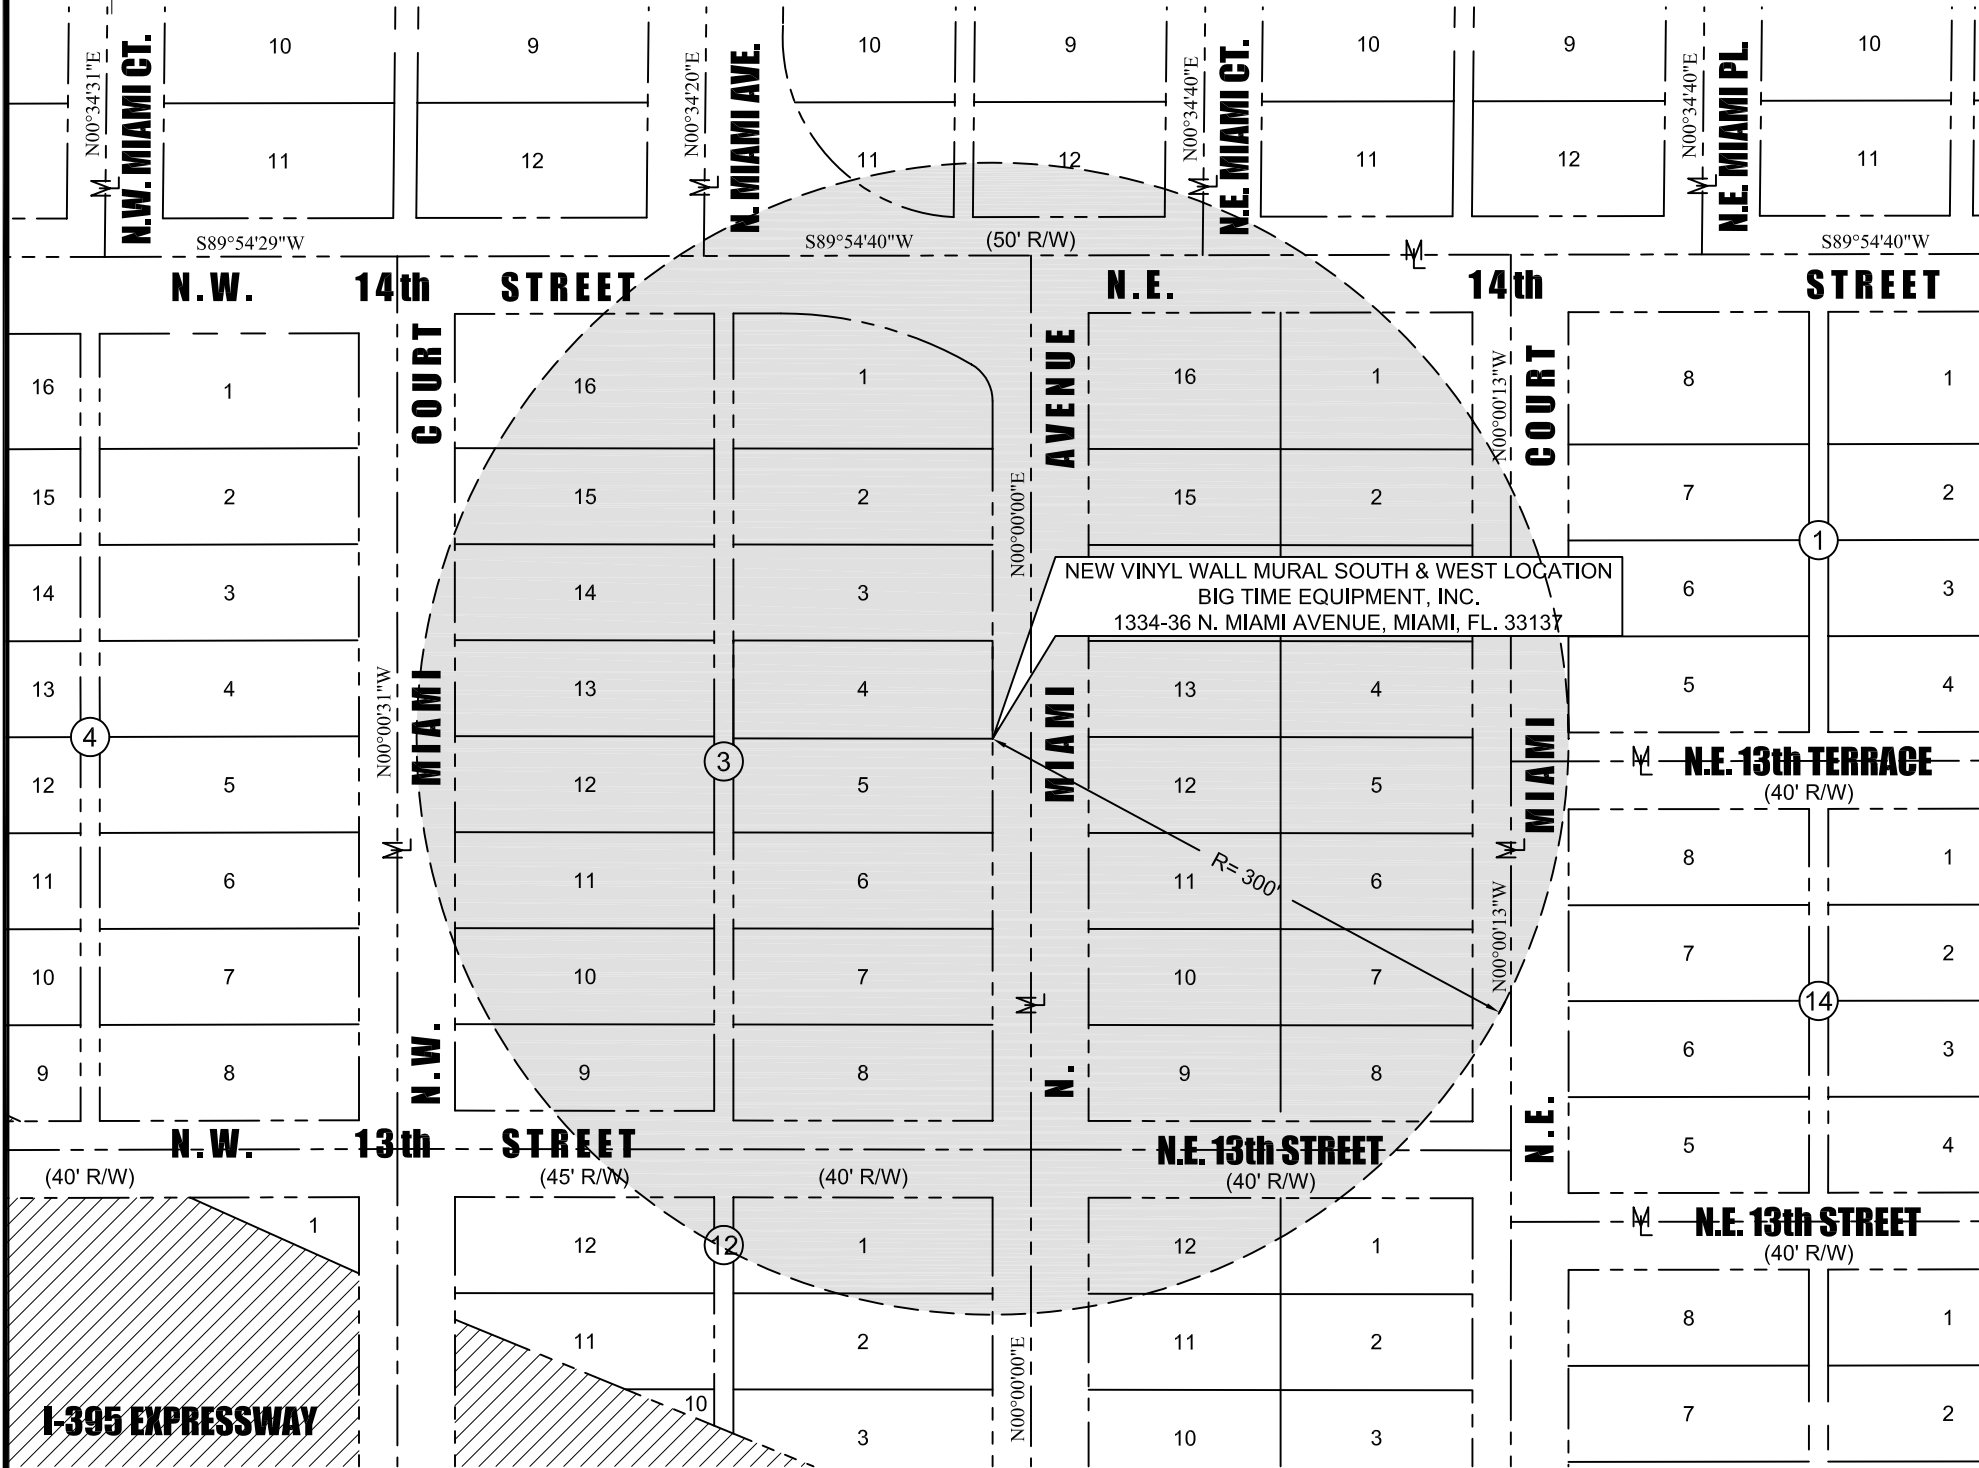 10 9 10 9 10 9 10
N00°34'31"E
N.W. MIAMI CT.
N00°34'20"E
N. MIAMI AVE.
N00°34'40"E
N.E. MIAMI CT.
N00°34'40"E
N.E. MIAMI PL.
11 12 11 12 11 12 11
S89°54'29"W
S89°54'40"W
(50' R/W)
S89°54'40"W
N.W. 14th STREET
N.E. 14th STREET
16 1 16 1 16 1 8 1
COURT
AVENUE
N00°00'13"W
COURT
15 2 15 2 15 2 7 2
N00°00'00"E
1
NEW VINYL WALL MURAL SOUTH & WEST LOCATION
BIG TIME EQUIPMENT, INC.
1334-36 N. MIAMI AVENUE, MIAMI, FL. 33137
14 3 14 3 6 3
13 4 13 4 13 4 5 4
N00°00'31"W
MIAMI
MIAMI
MIAMI
4
3
N.E. 13th TERRACE
(40' R/W)
12 5 12 5 12 5
11 6 11 6 11 6 8 1
R= 300'
N00°00'13"W
10 7 10 7 10 7 7 2
14
N.W.
N.
N.E.
9 8 9 8 9 8 6 3
5 4
N.W. 13th STREET
N.E. 13th STREET
(40' R/W)
(45' R/W)
(40' R/W)
(40' R/W)
1
N.E. 13th STREET
(40' R/W)
12 12 1 12 1
11 2 11 2 8 1
N00°00'00"E
I-395 EXPRESSWAY
10 3 10 3 7 2